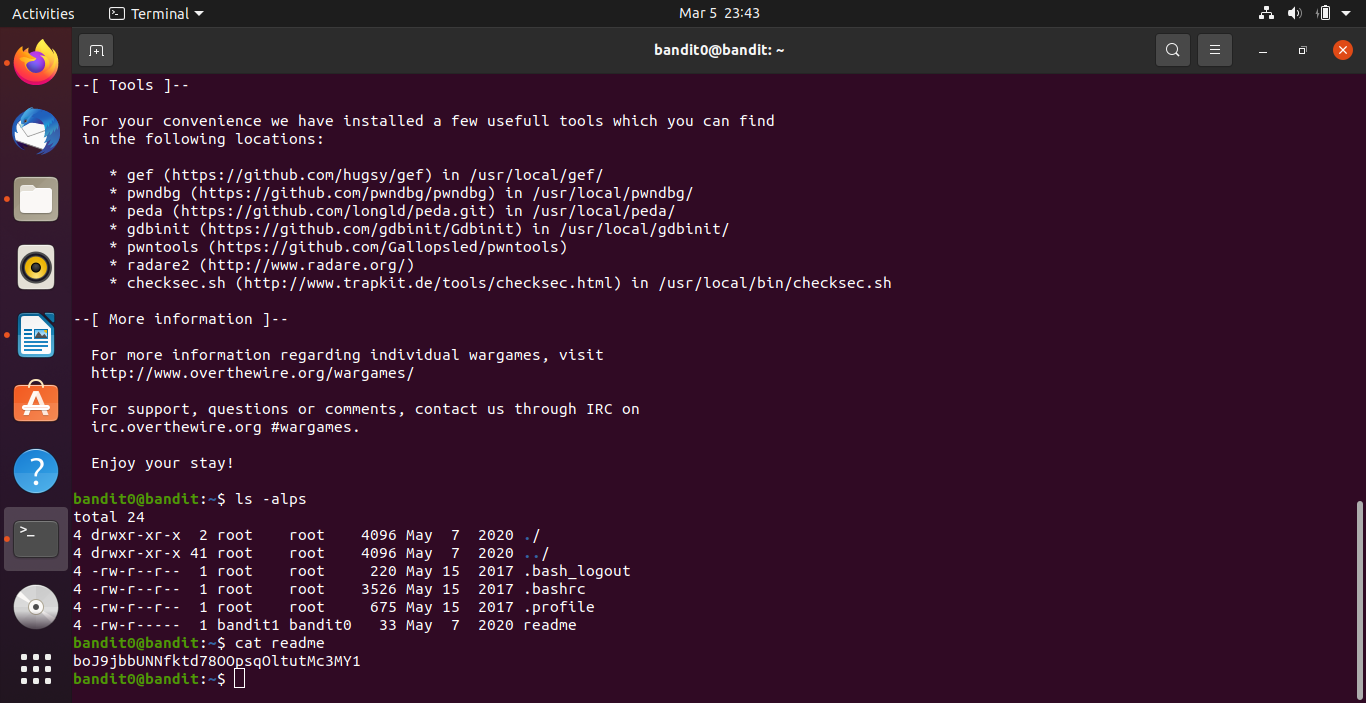 Activities Terminal Mar 5 23:43
bandit0@bandit: ~
--[ Tools ]--
For your convenience we have installed a few usefull tools which you can find
in the following locations:
* gef (https://github.com/hugsy/gef) in /usr/local/gef/
* pwndbg (https://github.com/pwndbg/pwndbg) in /usr/local/pwndbg/
* peda (https://github.com/longld/peda.git) in /usr/local/peda/
* gdbinit (https://github.com/gdbinit/Gdbinit) in /usr/local/gdbinit/
* pwntools (https://github.com/Gallopsled/pwntools)
* radare2 (http://www.radare.org/)
* checksec.sh (http://www.trapkit.de/tools/checksec.html) in /usr/local/bin/checksec.sh
--[ More information ]--
For more information regarding individual wargames, visit
http://www.overthewire.org/wargames/
For support, questions or comments, contact us through IRC on
irc.overthewire.org #wargames.
Enjoy your stay!
bandit0@bandit:~$ ls -alps
total 24
4 drwxr-xr-x  2 root    root    4096 May  7  2020 ./
4 drwxr-xr-x 41 root    root    4096 May  7  2020 ../
4 -rw-r--r--  1 root    root     220 May 15  2017 .bash_logout
4 -rw-r--r--  1 root    root    3526 May 15  2017 .bashrc
4 -rw-r--r--  1 root    root     675 May 15  2017 .profile
4 -rw-r-----  1 bandit1 bandit0   33 May  7  2020 readme
bandit0@bandit:~$ cat readme
boJ9jbbUNNfktd78OOpsqOltutMc3MY1
bandit0@bandit:~$